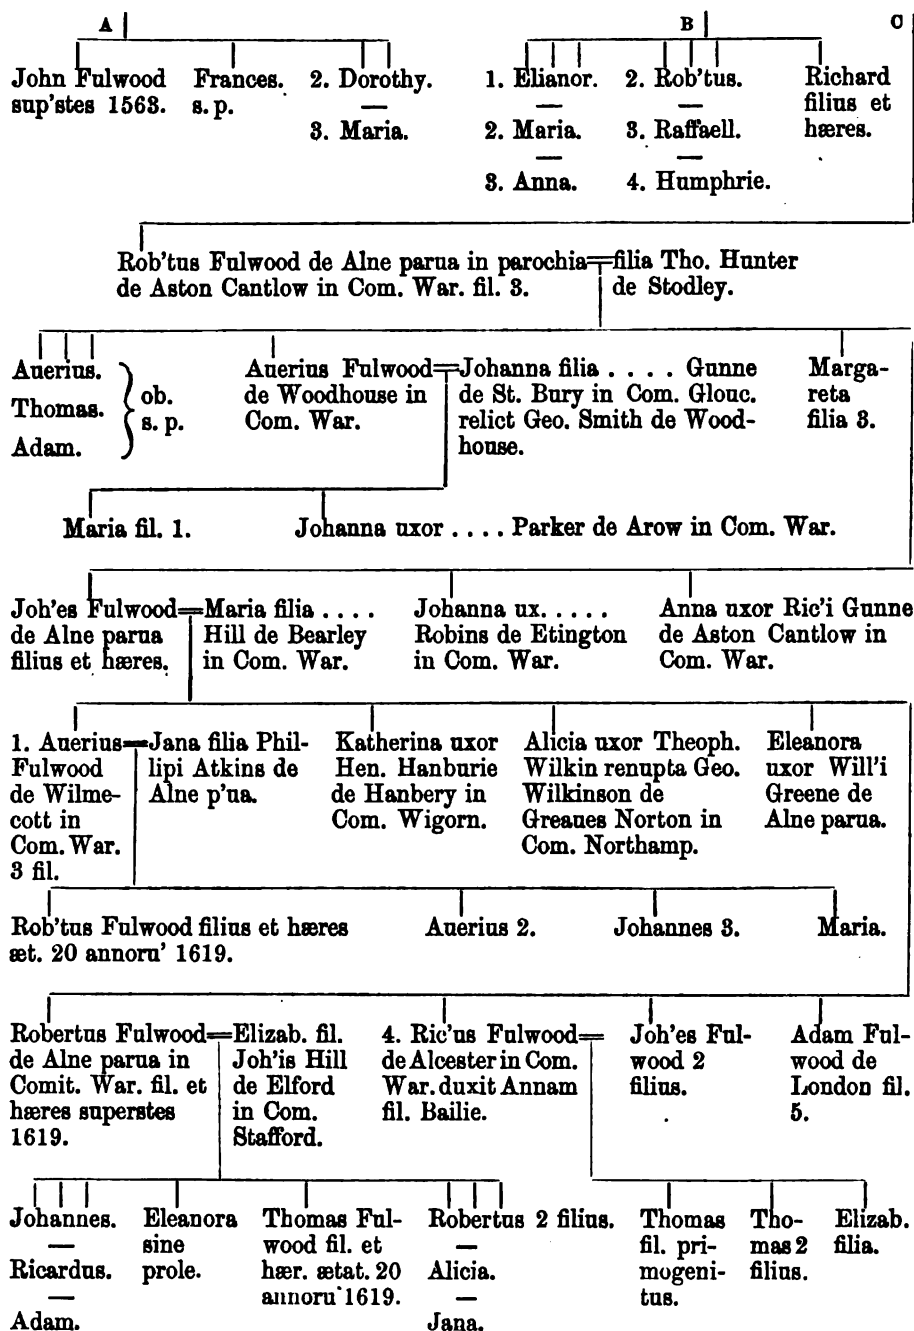 A B C
John Fulwood Frances. 2. Dorothy. 1. Elianor. 2. Rob'tus. Richard
sup'stes 1563. s. p. — — — filius et
3. Maria. 2. Maria. 3. Raffaell. hæres.
— —
3. Anna. 4. Humphrie.
Rob'tus Fulwood de Alne parua in parochia=filia Tho. Hunter
de Aston Cantlow in Com. War. fil. 3. de Stodley.
Auerius. Auerius Fulwood=Johanna filia . . . . Gunne Marga-
} ob. de Woodhouse in de St. Bury in Com. Glouc. reta
Thomas. s. p. Com. War. relict Geo. Smith de Wood- filia 3.
Adam. house.
Maria fil. 1. Johanna uxor . . . . Parker de Arow in Com. War.
Joh'es Fulwood=Maria filia . . . . Johanna ux. . . . . Anna uxor Ric'i Gunne
de Alne parua Hill de Bearley Robins de Etington de Aston Cantlow in
filius et hæres. in Com. War. in Com. War. Com. War.
1. Auerius=Jana filia Phil- Katherina uxor Alicia uxor Theoph. Eleanora
Fulwood lipi Atkins de Hen. Hanburie Wilkin renupta Geo. uxor Will'i
de Wilme- Alne p'ua. de Hanbery in Wilkinson de Greene de
cott in Com. Wigorn. Greaues Norton in Alne parua.
Com. War. Com. Northamp.
3 fil.
Rob'tus Fulwood filius et hæres Auerius 2. Johannes 3. Maria.
æt. 20 annoru' 1619.
Robertus Fulwood=Elizab. fil. 4. Ric'us Fulwood= Joh'es Ful- Adam Ful-
de Alne parua in Joh'is Hill de Alcester in Com. wood 2 wood de
Comit. War. fil. et de Elford War. duxit Annam filius. London fil.
hæres superstes in Com. fil. Bailie. 5.
1619. Stafford.
Johannes. Eleanora Thomas Ful- Robertus 2 filius. Thomas Tho- Elizab.
— sine wood fil. et — fil. pri- mas 2 filia.
Ricardus. prole. hær. ætat. 20 Alicia. mogeni- filius.
— annoru' 1619. — tus.
Adam. Jana.